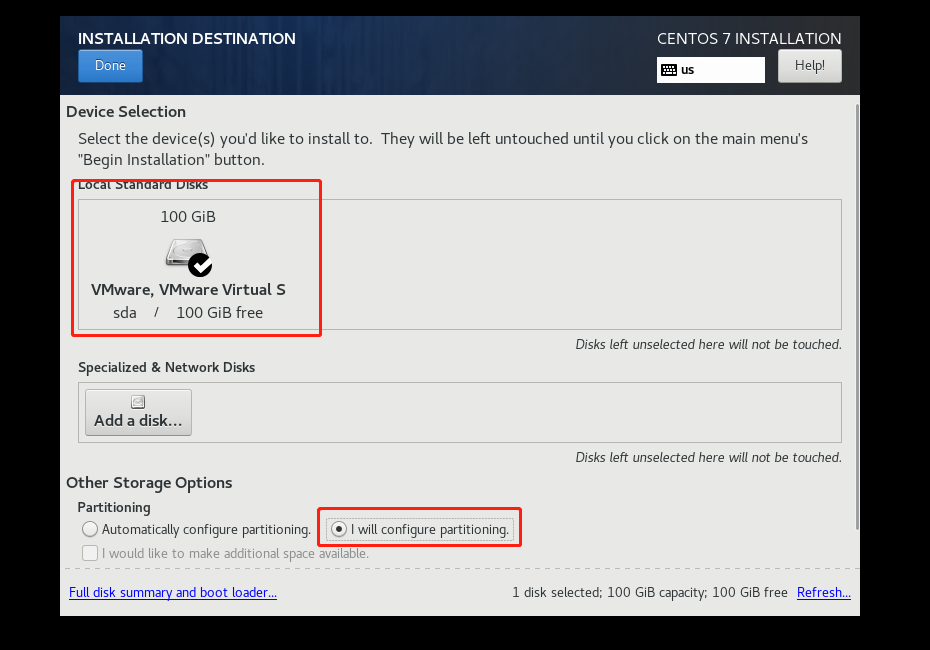 INSTALLATION DESTINATION
CENTOS 7 INSTALLATION
Done
us
Help!
Device Selection
Select the device(s) you'd like to install to.  They will be left untouched until you click on the main menu's
"Begin Installation" button.
Local Standard Disks
100 GiB
VMware, VMware Virtual S
sda / 100 GiB free
Disks left unselected here will not be touched.
Specialized & Network Disks
Add a disk...
Disks left unselected here will not be touched.
Other Storage Options
Partitioning
Automatically configure partitioning. I will configure partitioning.
I would like to make additional space available.
Full disk summary and boot loader... 1 disk selected; 100 GiB capacity; 100 GiB free Refresh...